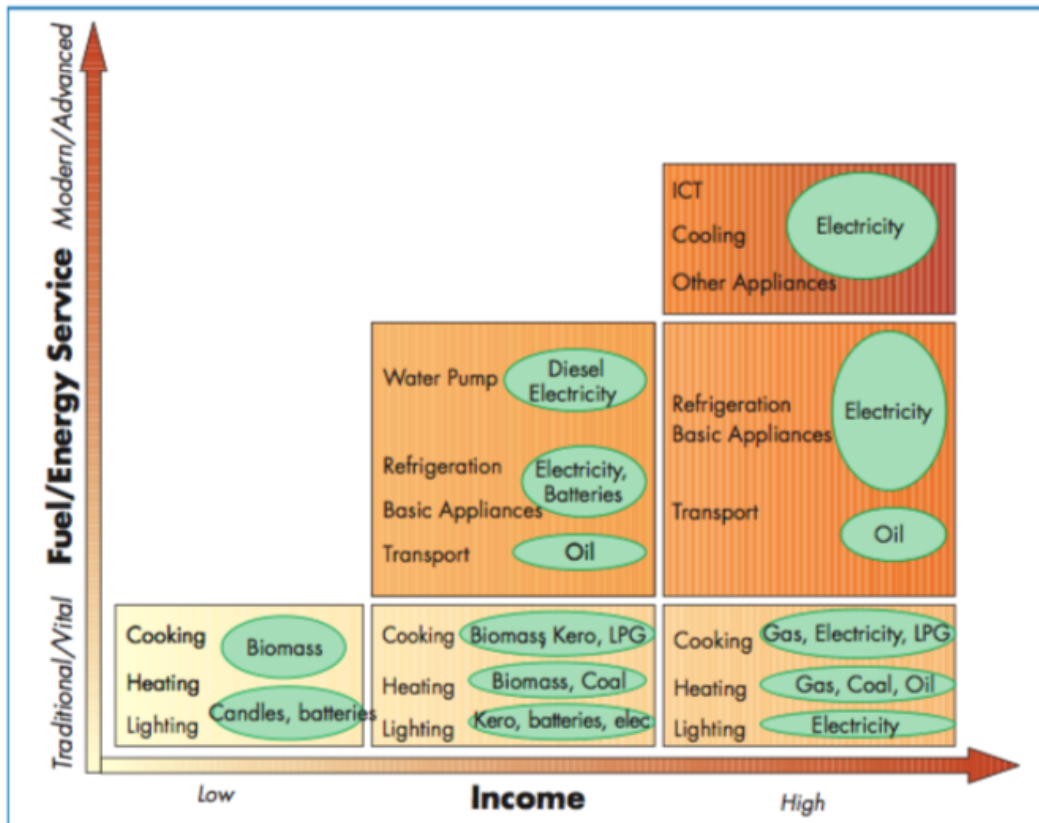 Fuel/Energy Service
Modern/Advanced
Traditional/Vital
ICT
Cooling
Other Appliances
Electricity
Water Pump
Diesel
Electricity
Refrigeration
Basic Appliances
Electricity,
Batteries
Transport
Oil
Refrigeration
Basic Appliances
Electricity
Transport
Oil
Cooking
Heating
Lighting
Biomass
Candles, batteries
Cooking
Biomass, Kero, LPG
Heating
Biomass, Coal
Lighting
Kero, batteries, elec
Cooking
Gas, Electricity, LPG
Heating
Gas, Coal, Oil
Lighting
Electricity
Low
Income
High